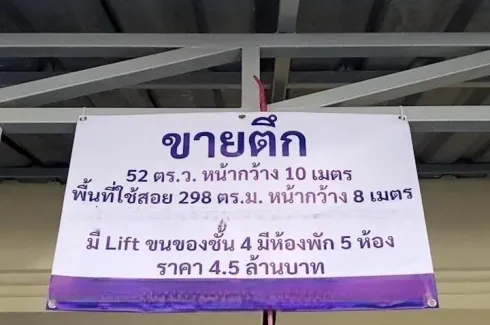 ขายตึก
52 ตร.ว. หน้ากว้าง 10 เมตร
พื้นที่ใช้สอย 298 ตร.ม. หน้ากว้าง 8 เมตร
มี Lift ขนของชั้น 4 มีห้องพัก 5 ห้อง
ราคา 4.5 ล้านบาท